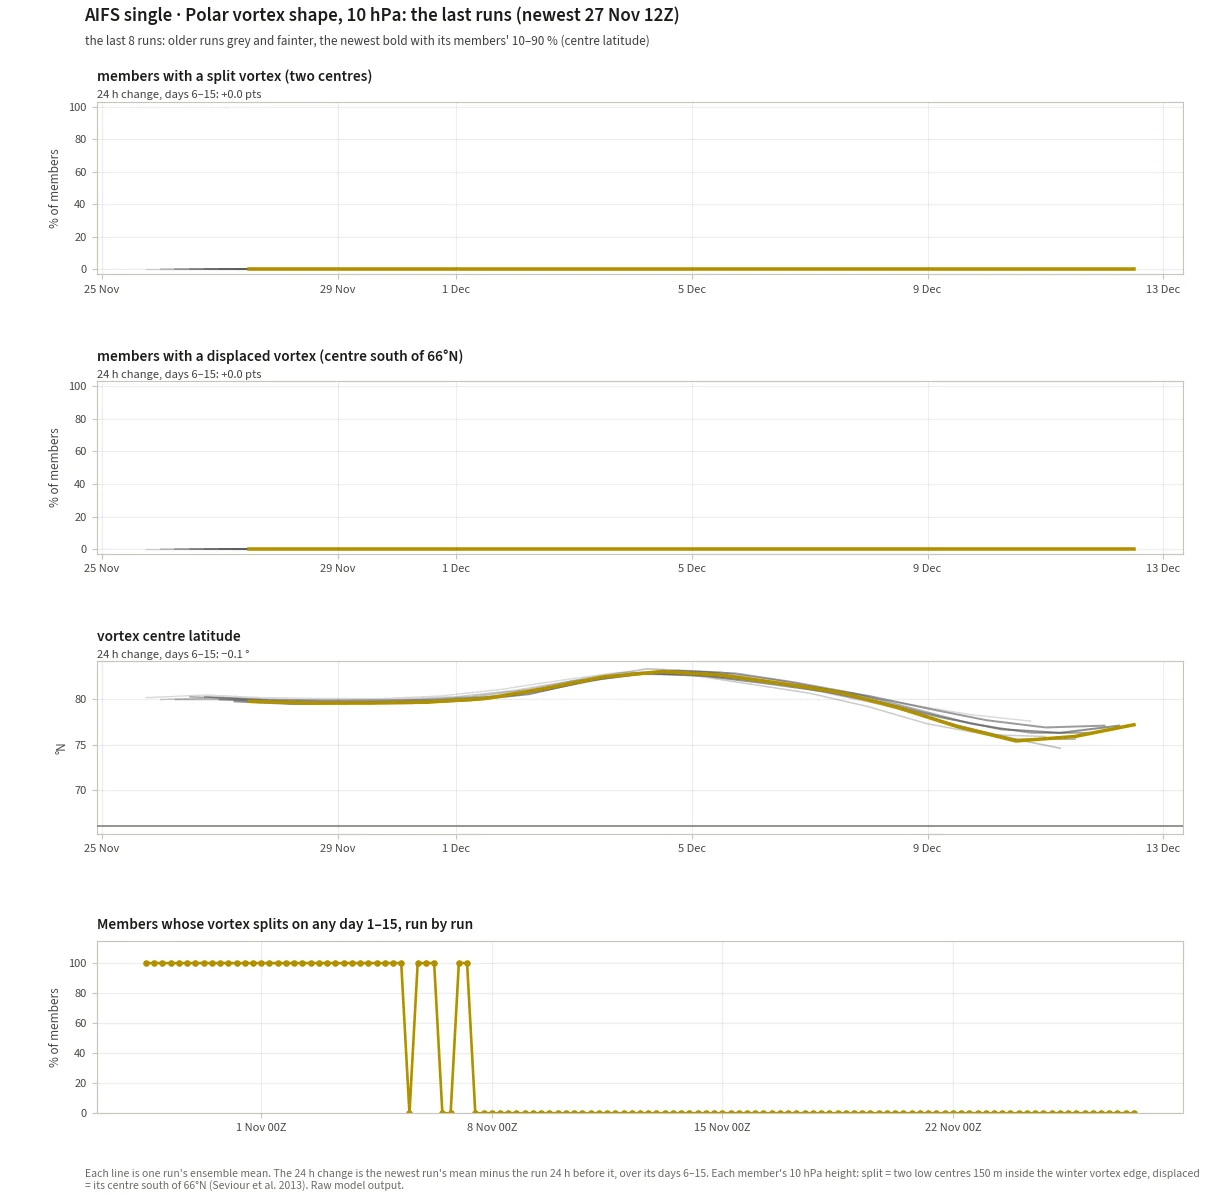 AIFS single · Polar vortex shape, 10 hPa: the last runs (newest 27 Nov 12Z)
the last 8 runs: older runs grey and fainter, the newest bold with its members' 10–90 % (centre latitude)
members with a split vortex (two centres)
24 h change, days 6–15: +0.0 pts
100
80
60
40
20
0
% of members
25 Nov 29 Nov 1 Dec 5 Dec 9 Dec 13 Dec
members with a displaced vortex (centre south of 66°N)
24 h change, days 6–15: +0.0 pts
100
80
60
40
20
0
% of members
25 Nov 29 Nov 1 Dec 5 Dec 9 Dec 13 Dec
vortex centre latitude
24 h change, days 6–15: −0.1 °
80
75
70
°N
25 Nov 29 Nov 1 Dec 5 Dec 9 Dec 13 Dec
Members whose vortex splits on any day 1–15, run by run
100
80
60
40
20
0
% of members
1 Nov 00Z 8 Nov 00Z 15 Nov 00Z 22 Nov 00Z
Each line is one run's ensemble mean. The 24 h change is the newest run's mean minus the run 24 h before it, over its days 6–15. Each member's 10 hPa height: split = two low centres 150 m inside the winter vortex edge, displaced
= its centre south of 66°N (Seviour et al. 2013). Raw model output.